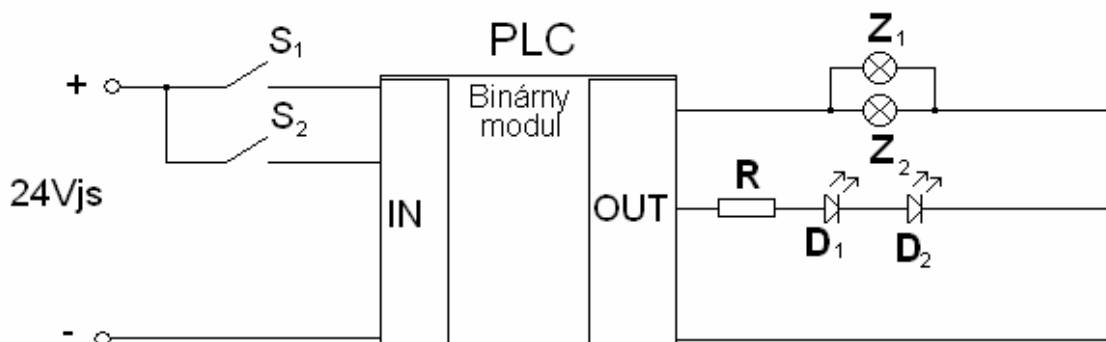 PLC
Z1
S1
+
Binárny
modul
S2
Z2
24Vjs
R
IN
OUT
D1
D2
-